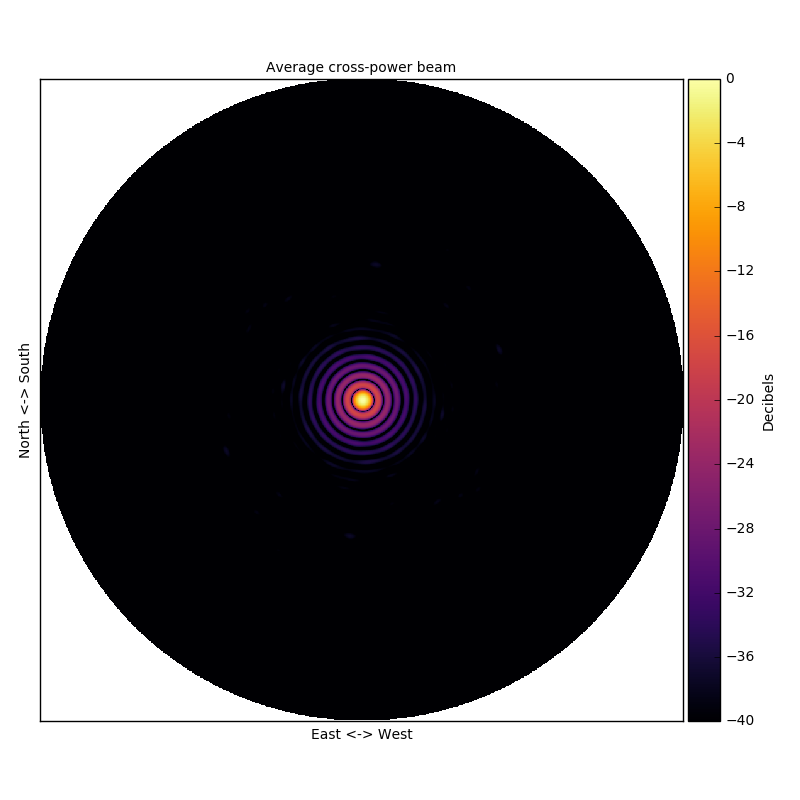 Average cross-power beam
North <-> South
East <-> West
0
−4
−8
−12
−16
−20
−24
−28
−32
−36
−40
Decibels